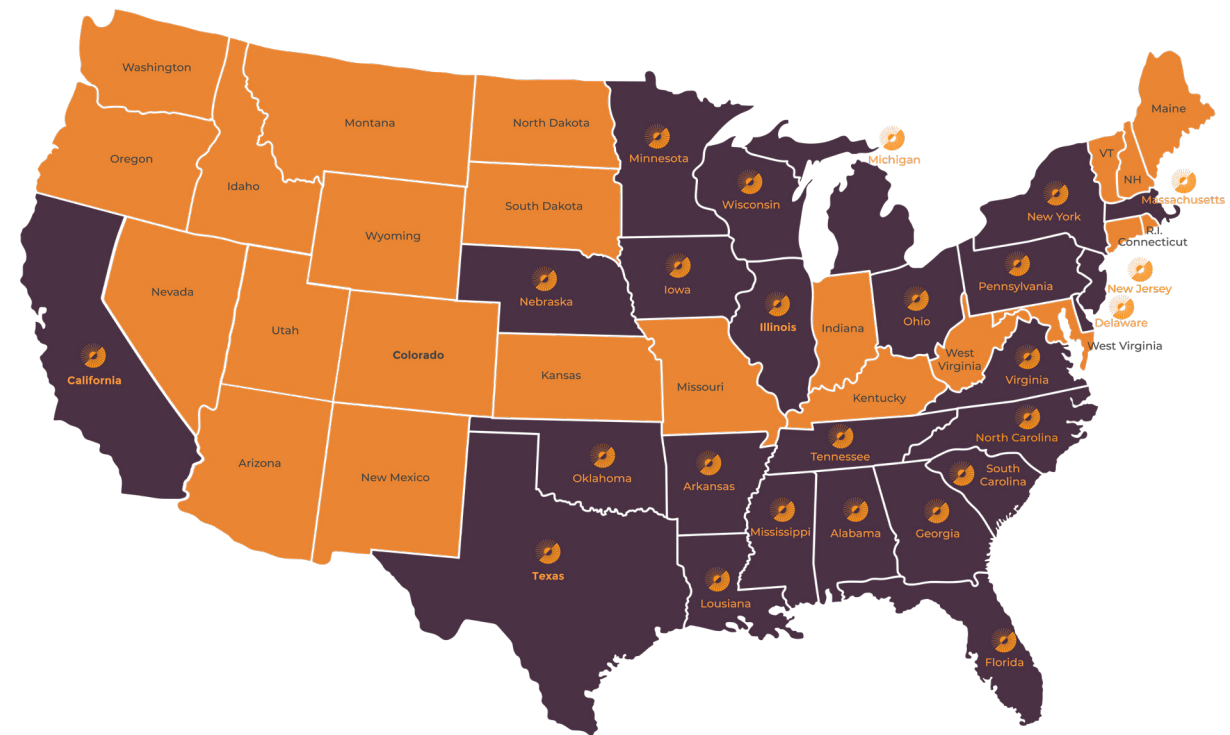 Washington
Montana
North Dakota
Minnesota
Michigan
Maine
VT
NH
Massachusetts
Oregon
Idaho
Wyoming
South Dakota
Wisconsin
New York
R.I.
Connecticut
Nevada
Utah
Colorado
Nebraska
Iowa
Illinois
Indiana
Ohio
Pennsylvania
New Jersey
Delaware
West Virginia
West
Virginia
Virginia
California
Kansas
Missouri
Kentucky
Arizona
New Mexico
Oklahoma
Arkansas
Tennessee
North Carolina
South
Carolina
Texas
Lousiana
Mississippi
Alabama
Georgia
Florida